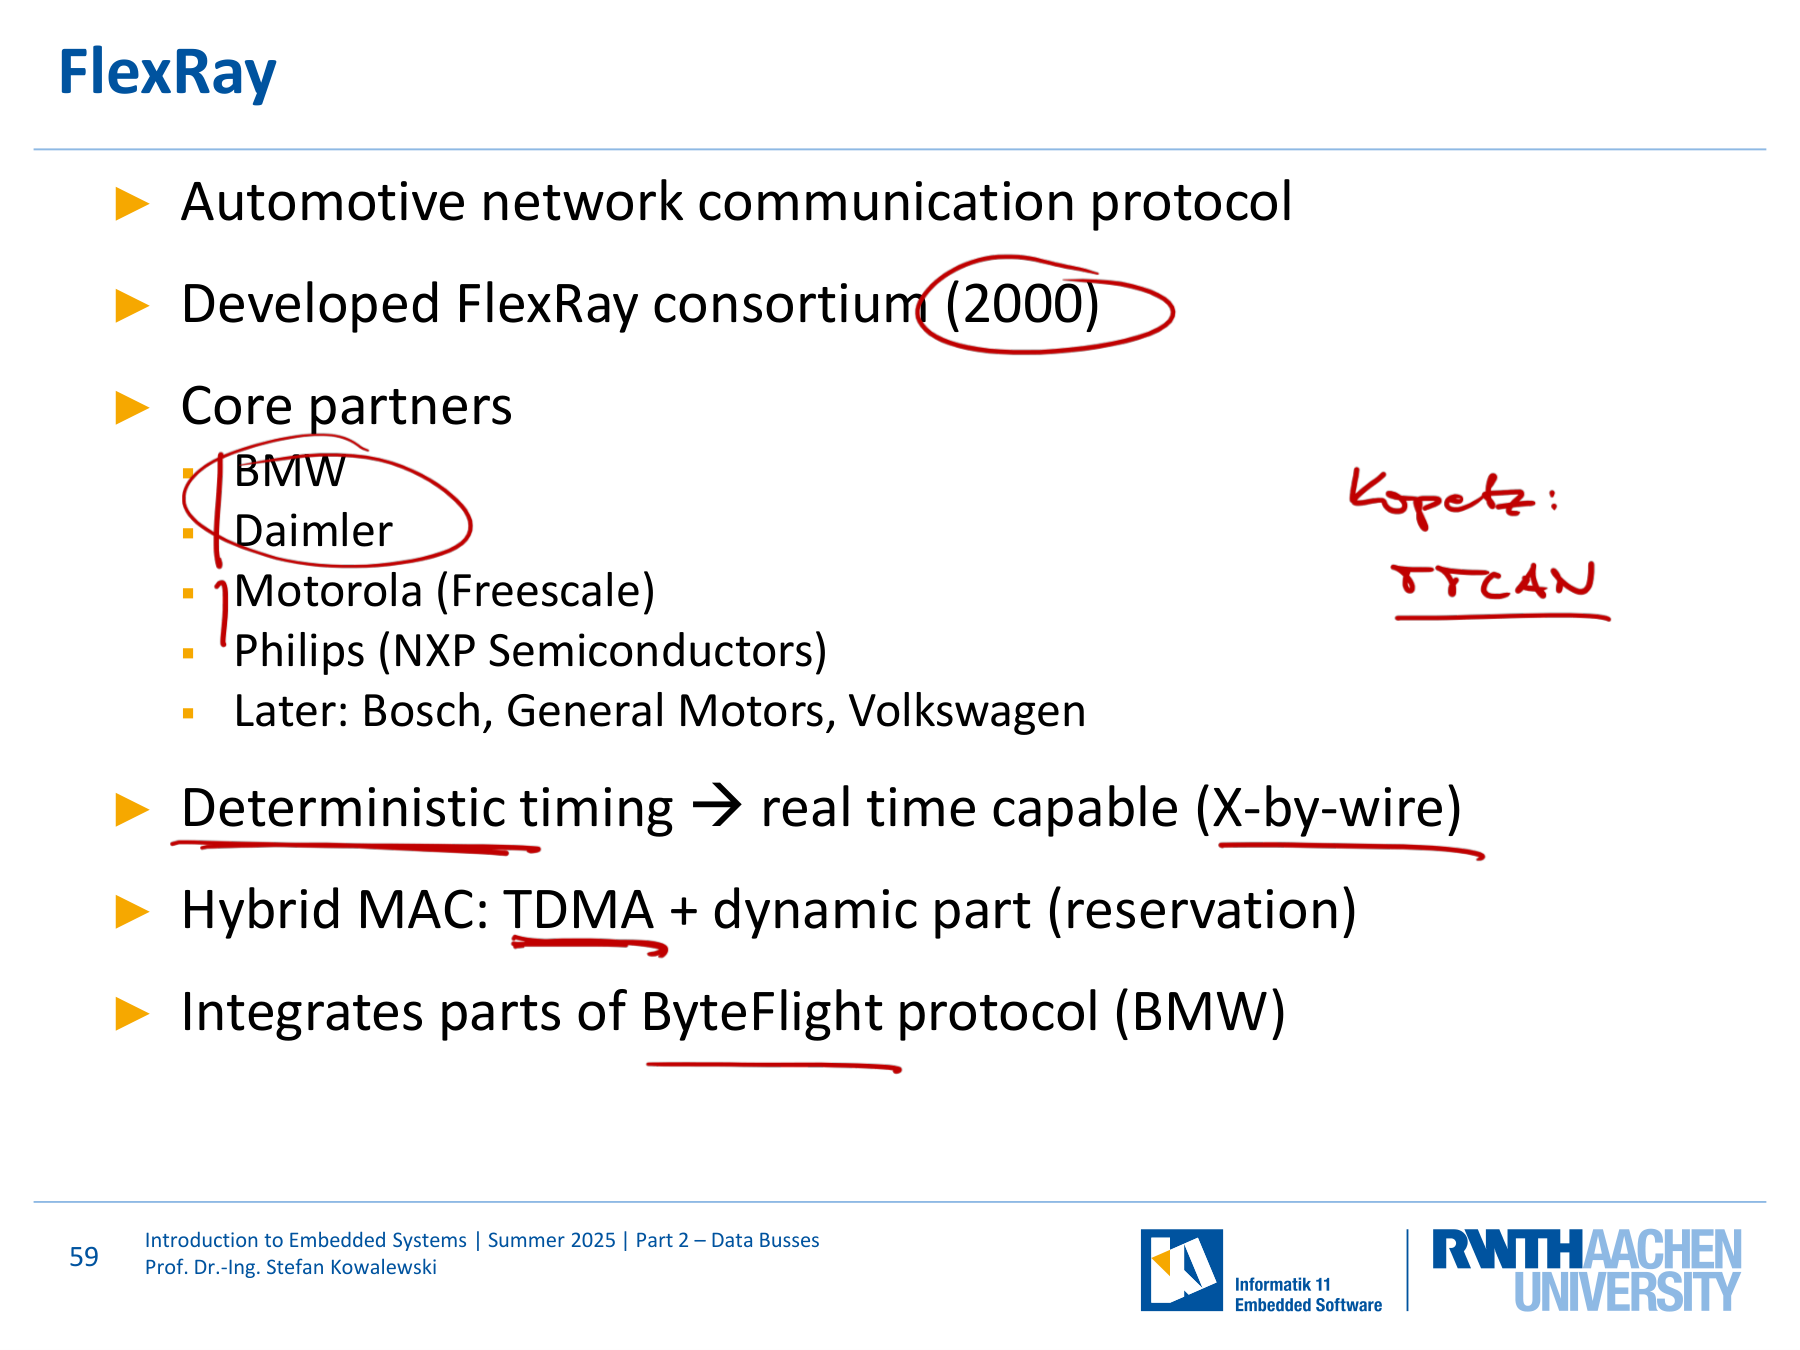 FlexRay
► Automotive network communication protocol
► Developed FlexRay consortium (2000)
► Core partners
▪ BMW
▪ Daimler
▪ Motorola (Freescale)
▪ Philips (NXP Semiconductors)
▪ Later: Bosch, General Motors, Volkswagen
Kopetz:
TTCAN
► Deterministic timing → real time capable (X-by-wire)
► Hybrid MAC: TDMA + dynamic part (reservation)
► Integrates parts of ByteFlight protocol (BMW)
59
Introduction to Embedded Systems | Summer 2025 | Part 2 – Data Busses
Prof. Dr.-Ing. Stefan Kowalewski
Informatik 11
Embedded Software
RWTHAACHEN
UNIVERSITY